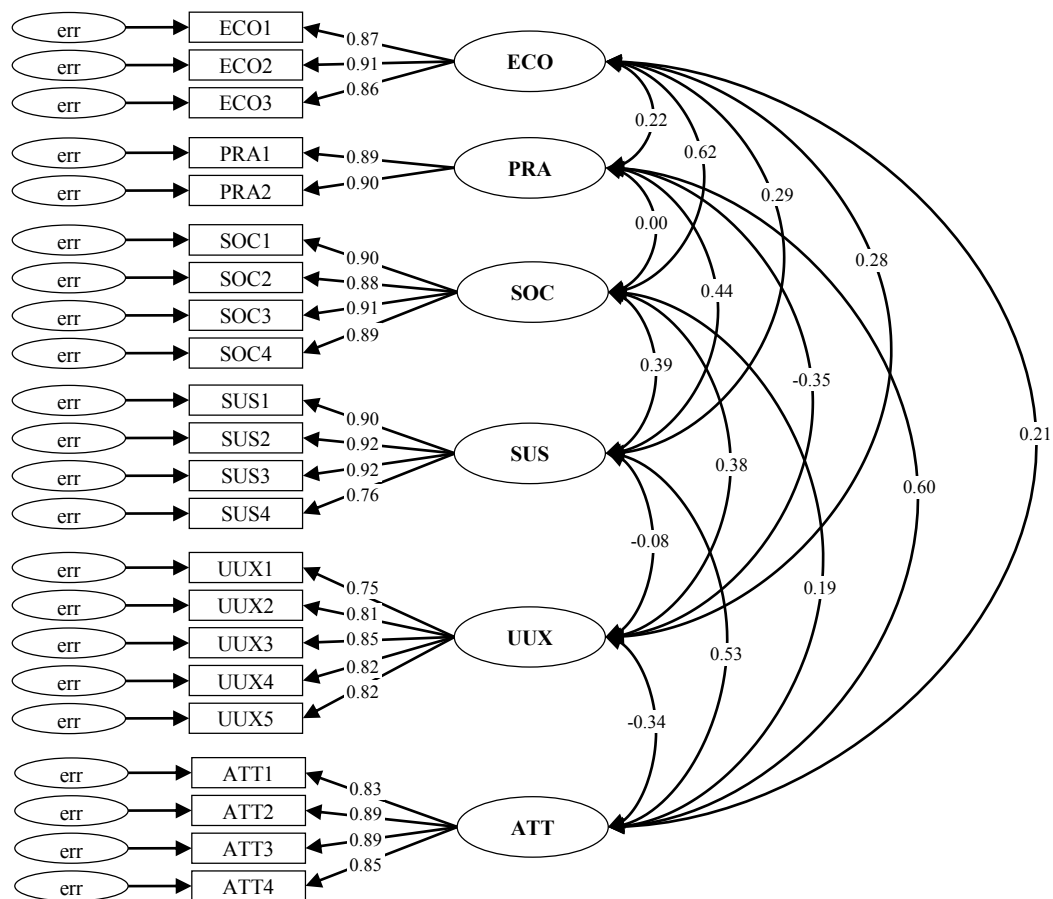 err ECO1 0.87
err ECO2 0.91 ECO
err ECO3 0.86
0.22
0.62
err PRA1 0.89
PRA
err PRA2 0.90
0.29
0.00
err SOC1 0.90
0.28
err SOC2 0.88
SOC
0.44
err SOC3 0.91
err SOC4 0.89
0.39
-0.35
err SUS1 0.90
0.21
err SUS2 0.92
SUS
0.38
err SUS3 0.92
0.60
err SUS4 0.76
-0.08
err UUX1 0.75
0.19
err UUX2 0.81
err UUX3 0.85 UUX
0.53
err UUX4 0.82
err UUX5 0.82
-0.34
err ATT1 0.83
err ATT2 0.89
ATT
err ATT3 0.89
err ATT4 0.85